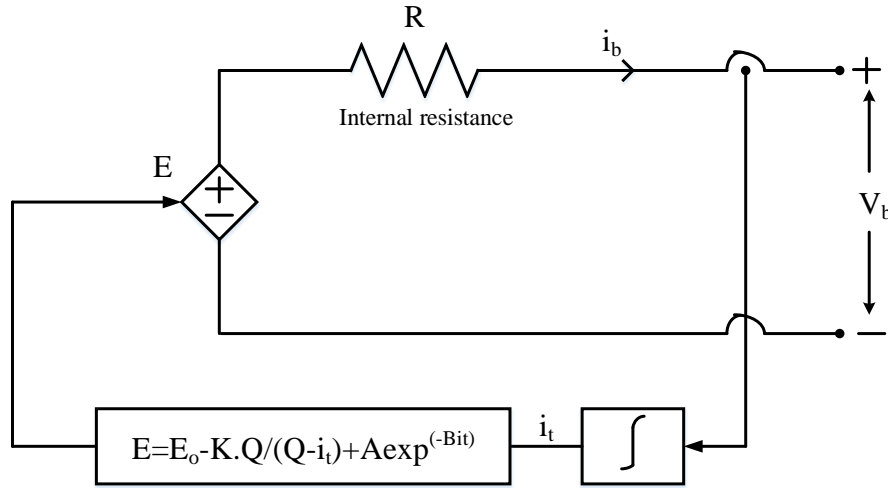 R
i_b
Internal resistance
+
E
+
−
V_b
−
E=E_o-K.Q/(Q-i_t)+Aexp^(-Bit)
i_t
∫